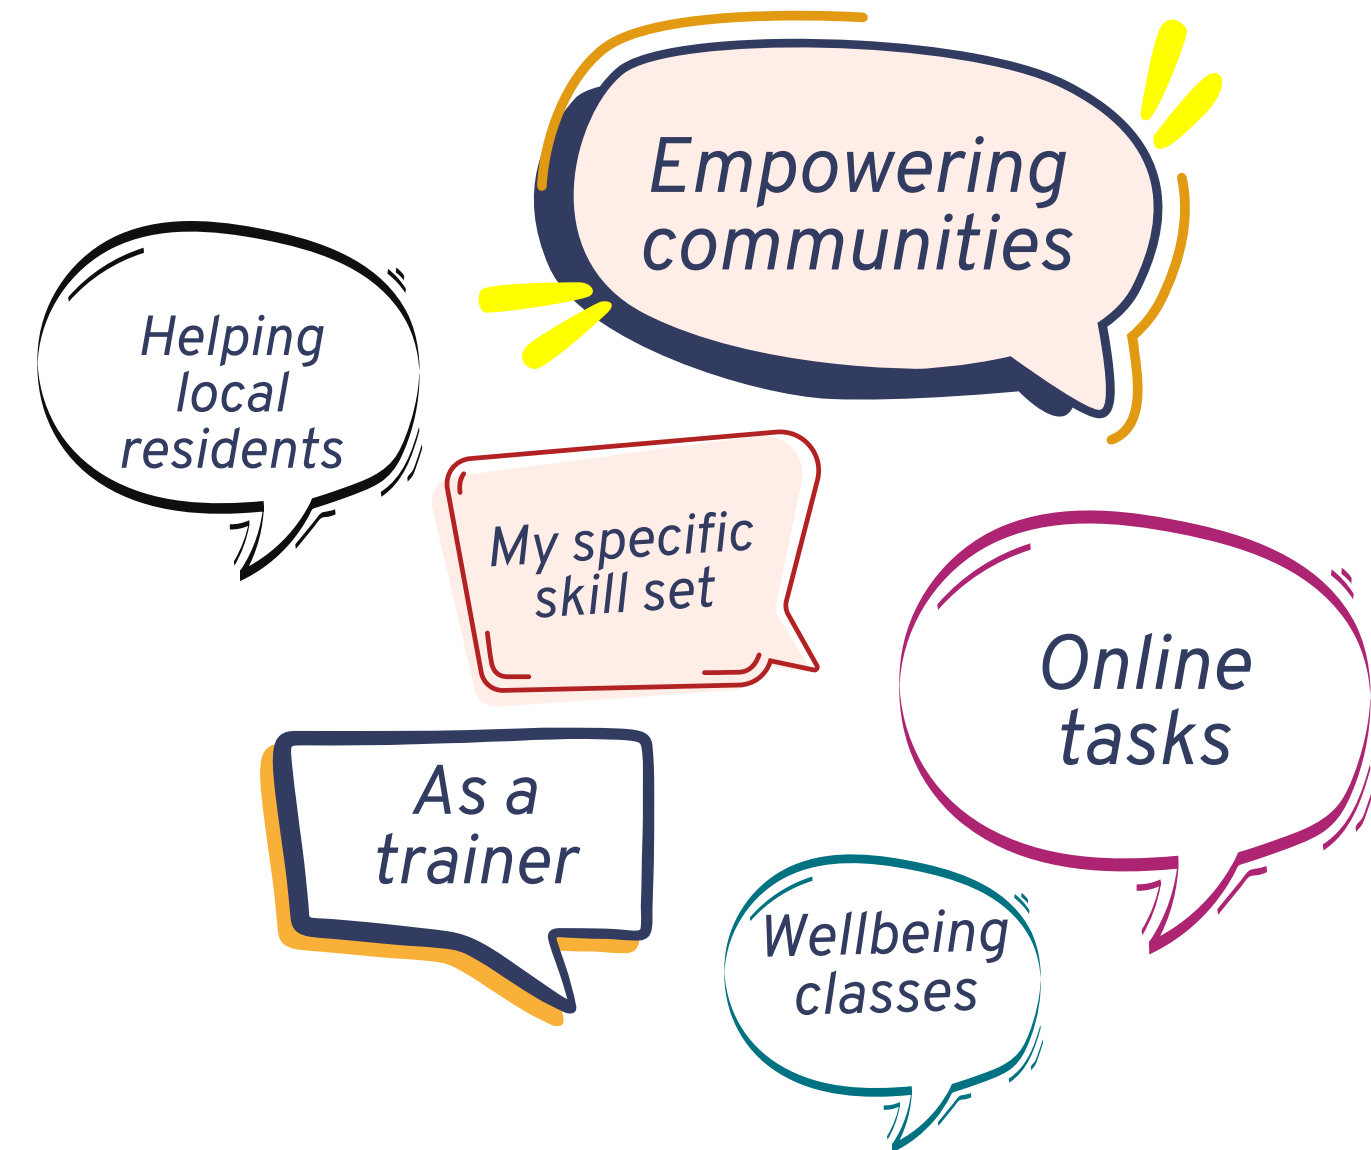 Empowering
communities
Helping
local
residents
My specific
skill set
Online
tasks
As a
trainer
Wellbeing
classes